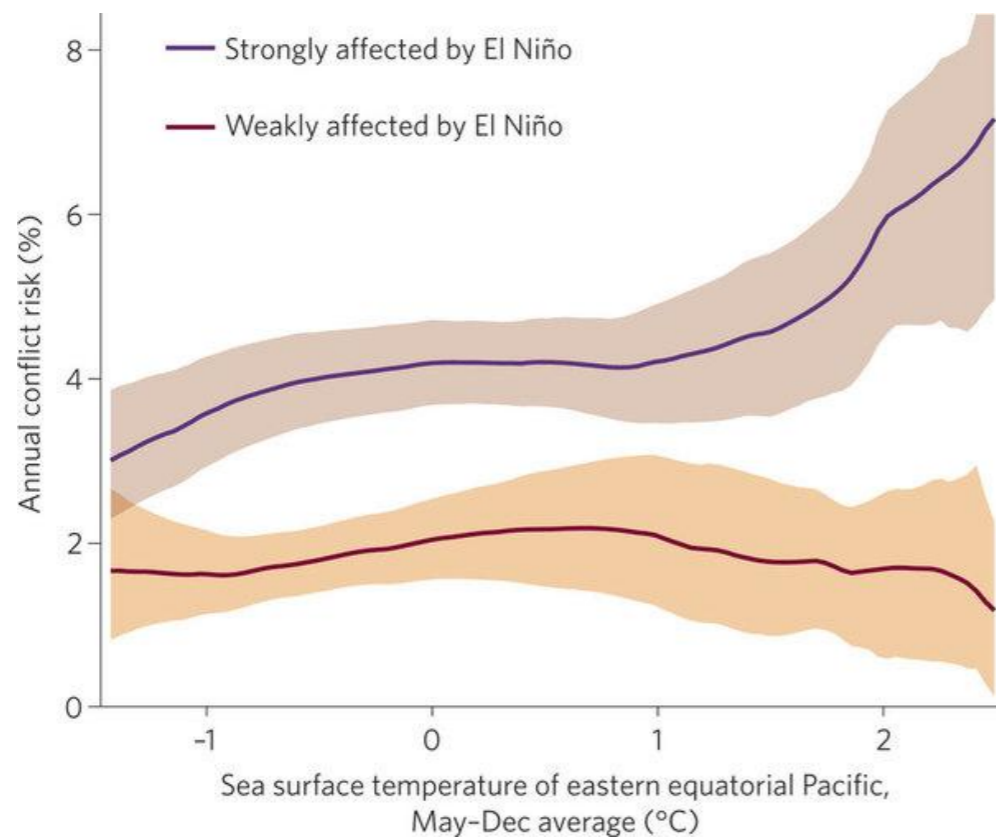 Strongly affected by El Niño
Weakly affected by El Niño
Annual conflict risk (%)
8
6
4
2
0
-1
0
1
2
Sea surface temperature of eastern equatorial Pacific,
May–Dec average (°C)